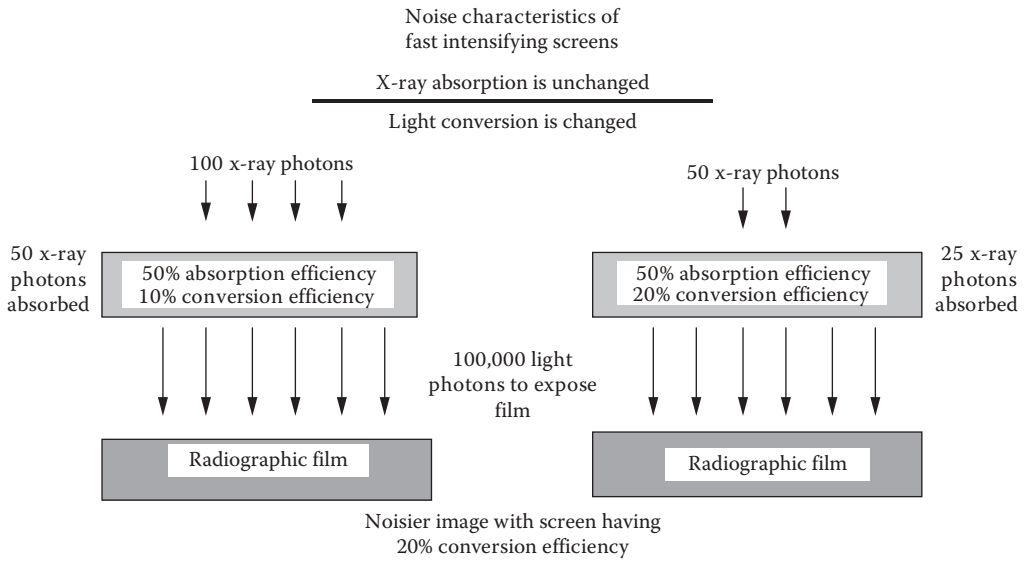 Noise characteristics of
fast intensifying screens
X-ray absorption is unchanged
Light conversion is changed
100 x-ray photons
50 x-ray photons
50 x-ray
photons
absorbed
50% absorption efficiency
10% conversion efficiency
50% absorption efficiency
20% conversion efficiency
25 x-ray
photons
absorbed
100,000 light
photons to expose
film
Radiographic film
Radiographic film
Noisier image with screen having
20% conversion efficiency